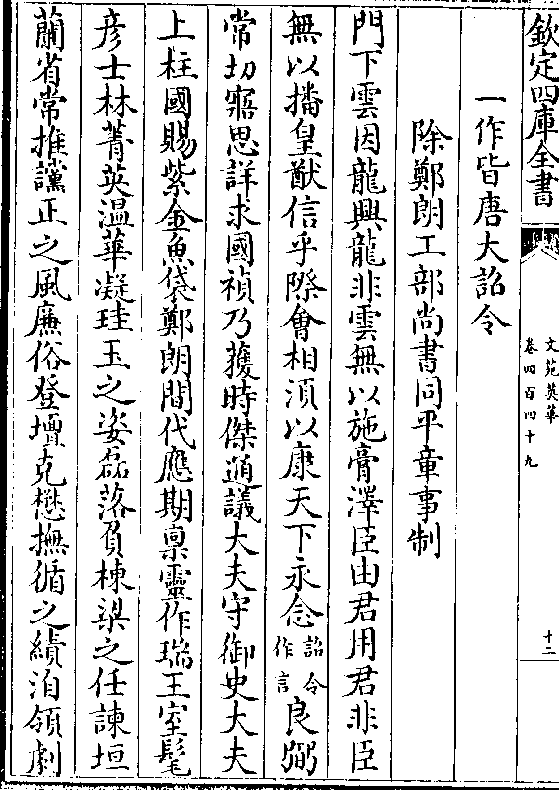 欽定四庫全書
文苑英華
卷四百四十九
十二
一作皆唐大詔令
除鄭朗工部尚書同平章事制
門下雲因龍興龍非雲無以施膏澤臣由君用君非臣
無以播皇猷信乎際會相須以康天下永念詔令作言良弼
常切寤思詳求國禎乃獲時傑通議大夫守御史大夫
上柱國賜紫金魚袋鄭朗間代應期禀靈作瑞王室髦
彦士林菁英溫華凝珪玉之姿磊落負棟梁之任諫垣
蘭省常推讜正之風廉俗登壇克懋撫循之績洎領劇